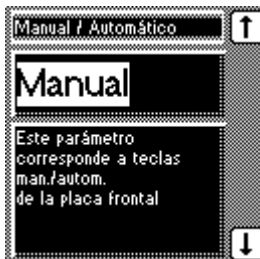 Manual / Automático
Manual
Este parámetro
corresponde a teclas
man./autom.
de la placa frontal